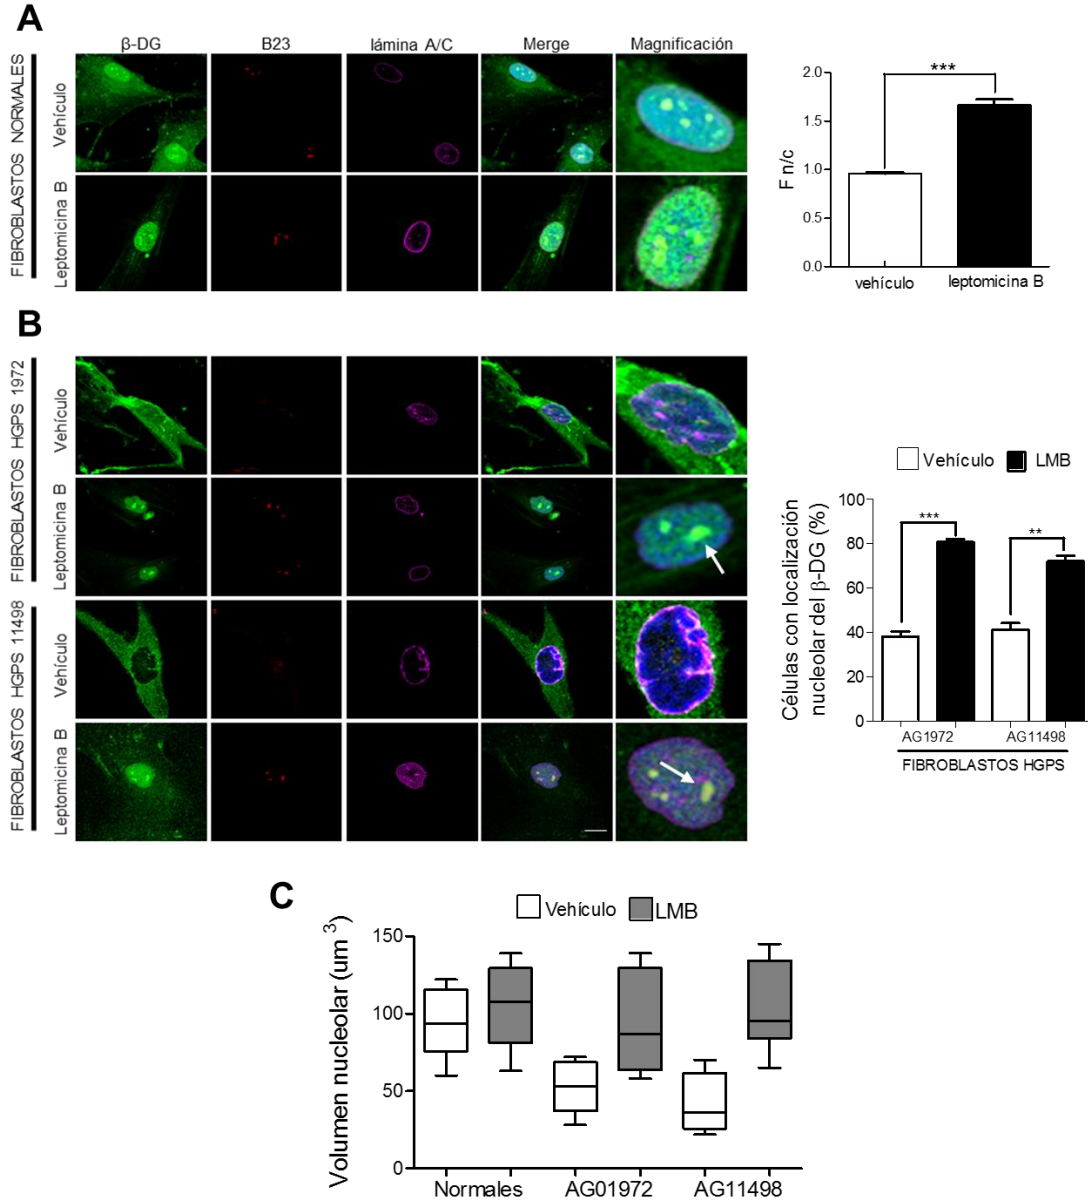 A
β-DG B23 lámina A/C Merge Magnificación
FIBROBLASTOS NORMALES
Vehículo
Leptomicina B
F n/c
2.0
1.5
1.0
0.5
0.0
***
vehículo leptomicina B
B
FIBROBLASTOS HGPS 1972
Vehículo
Leptomicina B
FIBROBLASTOS HGPS 11498
Vehículo
Leptomicina B
Vehículo LMB
Células con localización
nucleolar del β-DG (%)
100
80
60
40
20
0
*** **
AG1972 AG11498
FIBROBLASTOS HGPS
C
Vehículo LMB
Volumen nucleolar (um 3)
150
100
50
0
Normales AG01972 AG11498